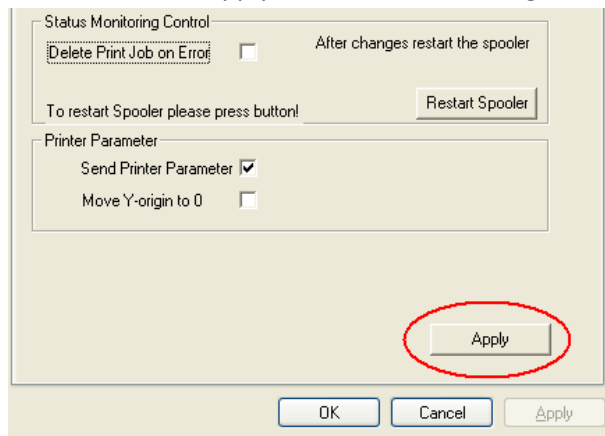 Status Monitoring Control
Delete Print Job on Error
After changes restart the spooler
To restart Spooler please press button!
Restart Spooler
Printer Parameter
Send Printer Parameter
Move Y-origin to 0
Apply
OK Cancel Apply